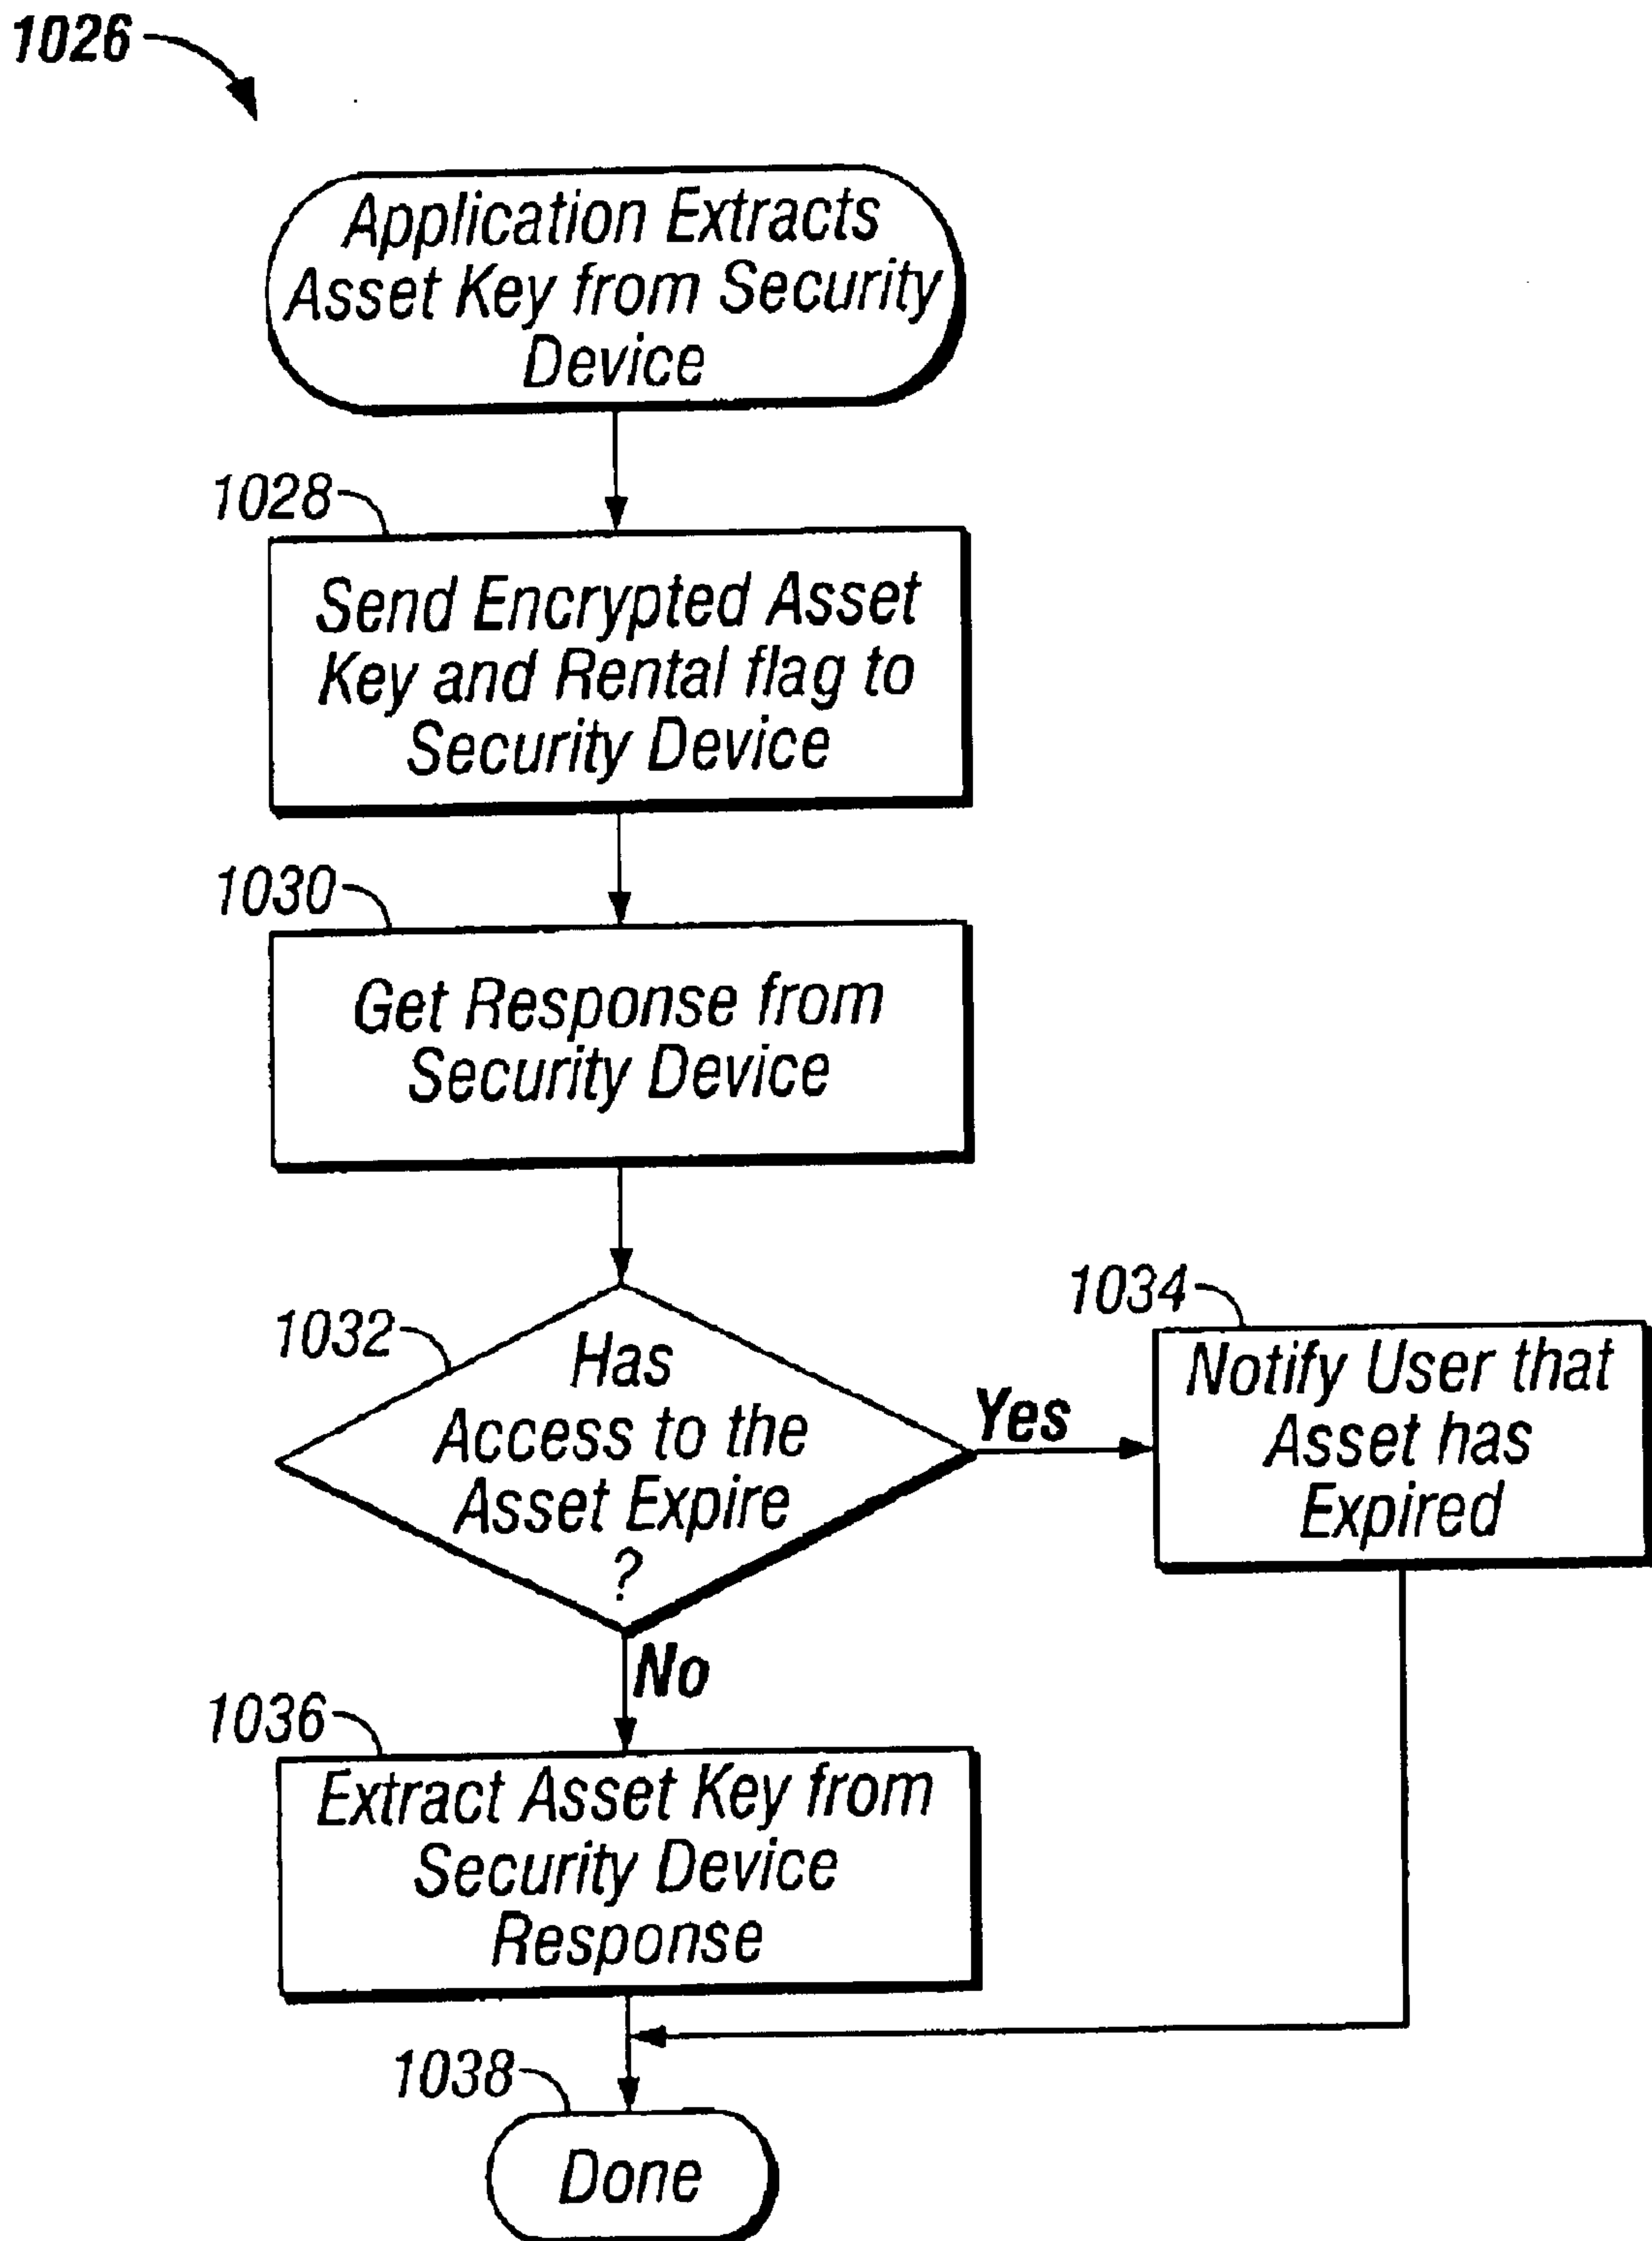 1026
Application Extracts
Asset Key from Security
Device
1028
Send Encrypted Asset
Key and Rental flag to
Security Device
1030
Get Response from
Security Device
1032
Has
Access to the
Asset Expire
?
Yes
1034
Notify User that
Asset has
Expired
No
1036
Extract Asset Key from
Security Device
Response
1038
Done